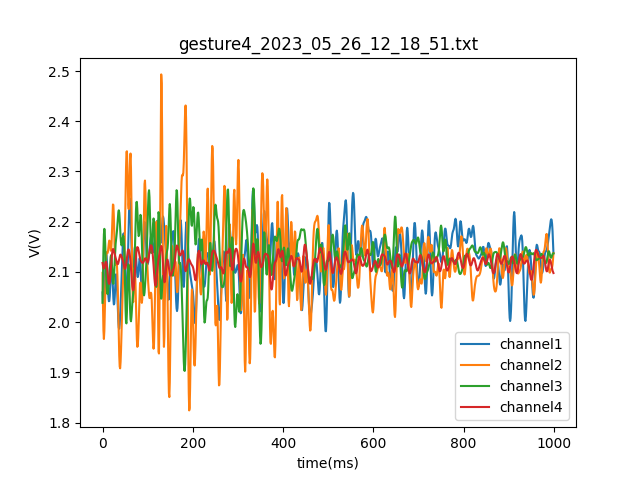 gesture4_2023_05_26_12_18_51.txt
2.5
2.4
2.3
2.2
2.1
2.0
1.9
1.8
V(V)
0
200
400
600
800
1000
time(ms)
channel1
channel2
channel3
channel4